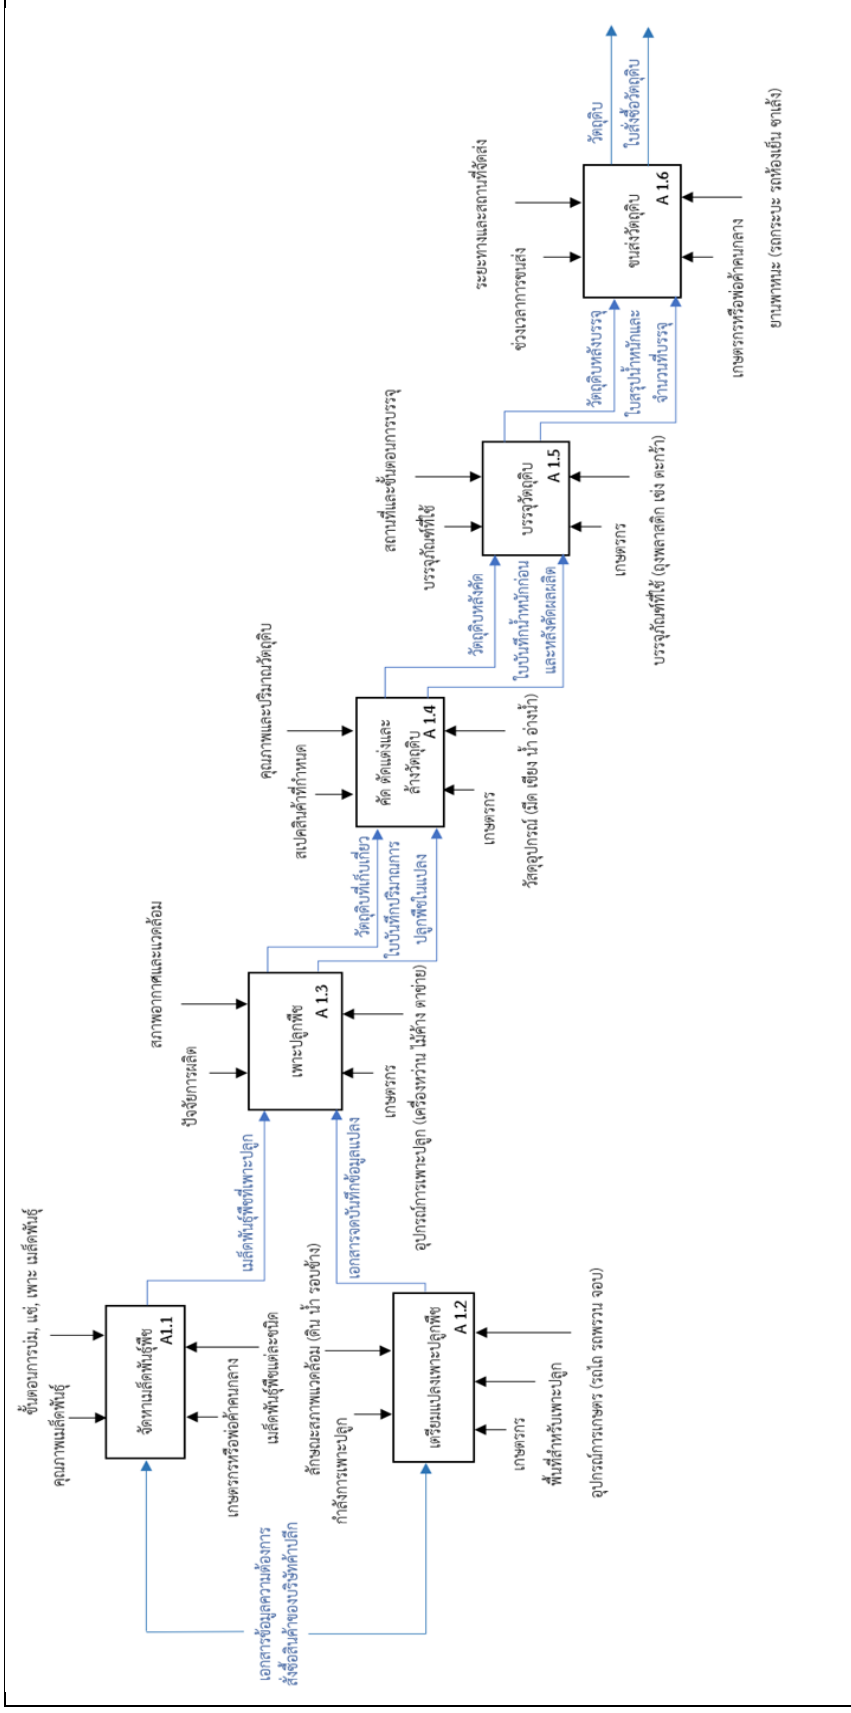 เอกสารข้อมูลความต้องการ
สั่งซื้อสินค้าของบริษัทค้าปลีก
คุณภาพเมล็ดพันธุ์
ขั้นตอนการบ่ม, แช่, เพาะ เมล็ดพันธุ์
จัดหาเมล็ดพันธุ์พืช
A1.1
เกษตรกรหรือพ่อค้าคนกลาง
เมล็ดพันธุ์พืชแต่ละชนิด
กำลังการเพาะปลูก
ลักษณะสภาพแวดล้อม (ดิน น้ำ รอบข้าง)
เตรียมแปลงเพาะปลูกพืช
A 1.2
เกษตรกร
พื้นที่สำหรับเพาะปลูก
อุปกรณ์การเกษตร (รถไถ รถพรวน จอบ)
เมล็ดพันธุ์พืชที่เพาะปลูก
เอกสารจดบันทึกข้อมูลแปลง
ปัจจัยการผลิต
สภาพอากาศและแวดล้อม
เพาะปลูกพืช
A 1.3
เกษตรกร
อุปกรณ์การเพาะปลูก (เครื่องหว่าน ไม้ค้าง ตาข่าย)
วัตถุดิบที่เก็บเกี่ยว
ใบบันทึกปริมาณการ
ปลูกพืชในแปลง
สเปคสินค้าที่กำหนด
คุณภาพและปริมาณวัตถุดิบ
คัด ตัดแต่งและ
ล้างวัตถุดิบ
A 1.4
เกษตรกร
วัสดุอุปกรณ์ (มีด เขียง น้ำ อ่างน้ำ)
วัตถุดิบหลังคัด
ใบบันทึกน้ำหนักก่อน
และหลังคัดผลผลิต
บรรจุภัณฑ์ที่ใช้
สถานที่และขั้นตอนการบรรจุ
บรรจุวัตถุดิบ
A 1.5
เกษตรกร
บรรจุภัณฑ์ที่ใช้ (ถุงพลาสติก เข่ง ตะกร้า)
วัตถุดิบหลังบรรจุ
ใบสรุปน้ำหนักและ
จำนวนที่บรรจุ
ช่วงเวลาการขนส่ง
ระยะทางและสถานที่จัดส่ง
ขนส่งวัตถุดิบ
A 1.6
เกษตรกรหรือพ่อค้าคนกลาง
ยานพาหนะ (รถกระบะ รถห้องเย็น ซาเล้ง)
วัตถุดิบ
ใบสั่งซื้อวัตถุดิบ